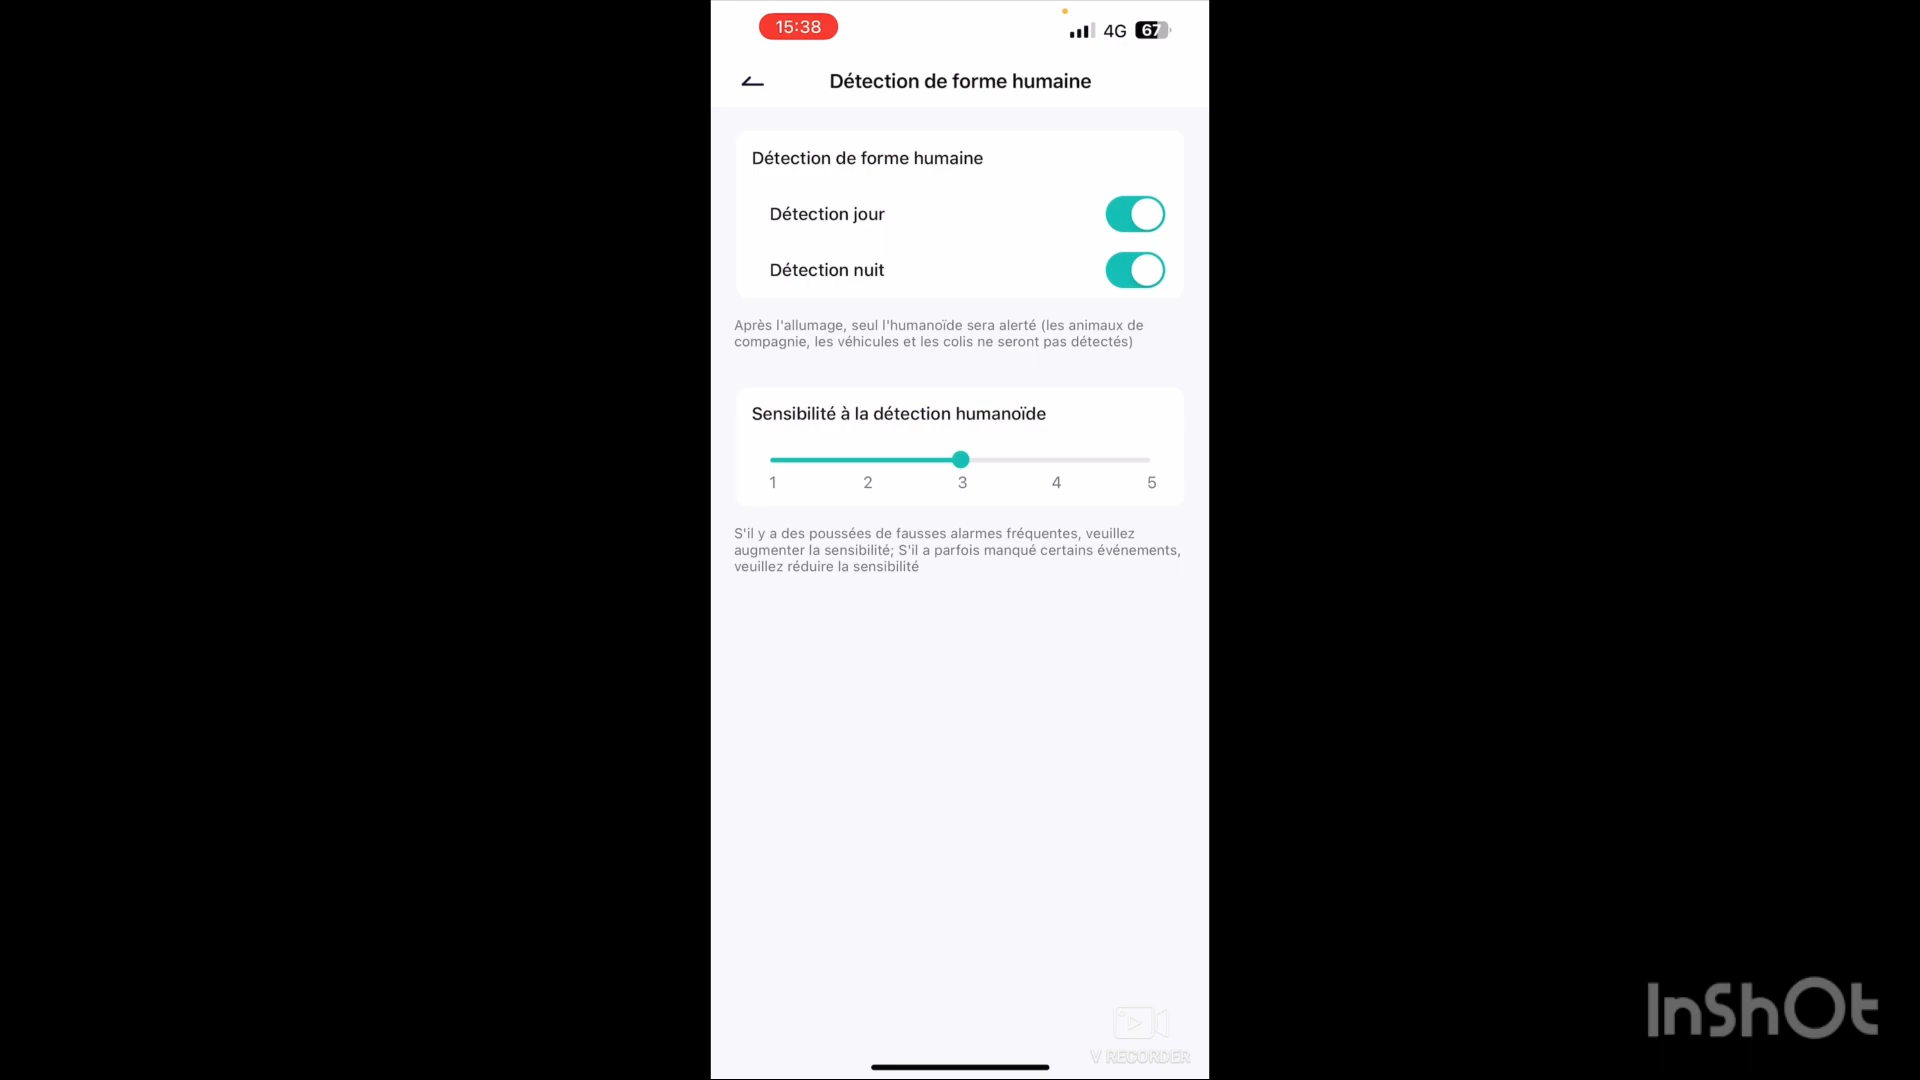 15:38
4G 67
Détection de forme humaine
Détection de forme humaine
Détection jour
Détection nuit
Après l'allumage, seul l'humanoïde sera alerté (les animaux de
compagnie, les véhicules et les colis ne seront pas détectés)
Sensibilité à la détection humanoïde
1 2 3 4 5
S'il y a des poussées de fausses alarmes fréquentes, veuillez
augmenter la sensibilité; S'il a parfois manqué certains événements,
veuillez réduire la sensibilité
V RECORDER
InShOt